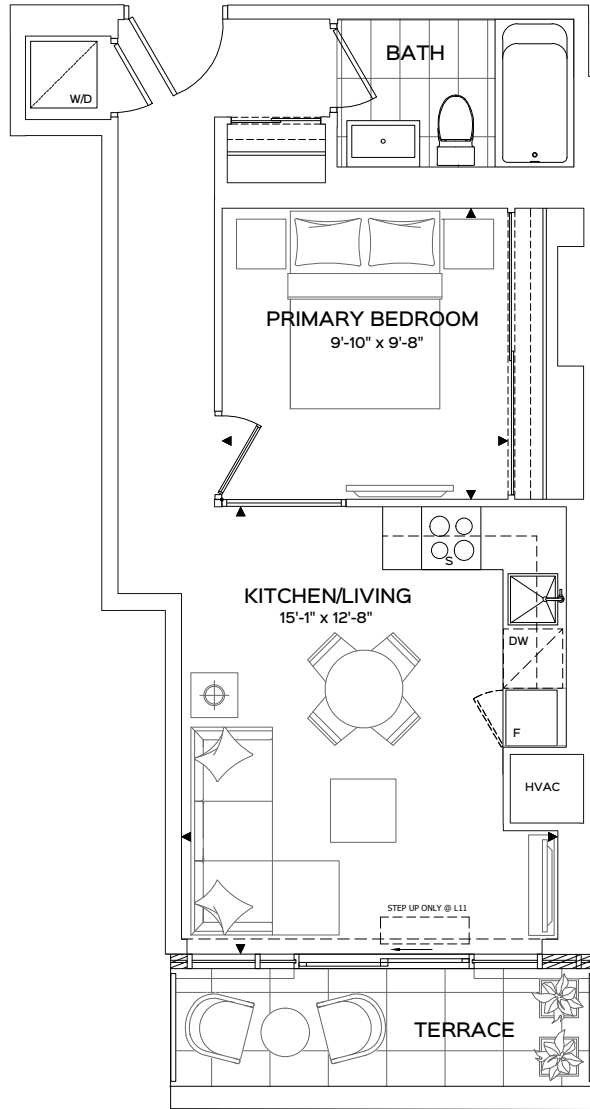 BATH
W/D
PRIMARY BEDROOM
9'-10" x 9'-8"
S
KITCHEN/LIVING
15'-1" x 12'-8"
DW
F
HVAC
STEP UP ONLY @ L11
TERRACE